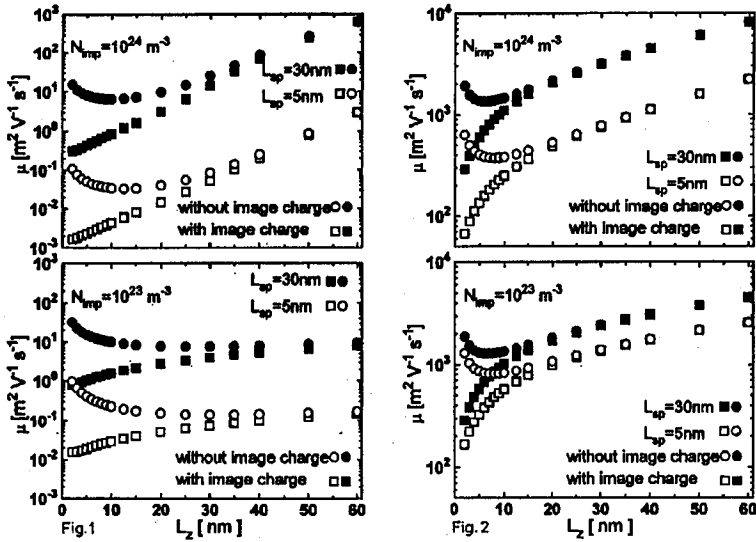 10³
10²
10¹
10⁰
10⁻¹
10⁻²
10⁻³
μ [m² V⁻¹ s⁻¹]
N_imp=10²⁴ m⁻³
L_sp=30nm
L_sp=5nm
without image charge
with image charge
10⁴
10³
10²
μ [m² V⁻¹ s⁻¹]
N_imp=10²⁴ m⁻³
L_sp=30nm
L_sp=5nm
without image charge
with image charge
10³
10²
10¹
10⁰
10⁻¹
10⁻²
10⁻³
μ [m² V⁻¹ s⁻¹]
N_imp=10²³ m⁻³
L_sp=30nm
L_sp=5nm
without image charge
with image charge
0 10 20 30 40 50 60
Fig.1
L_z [ nm ]
10⁴
10³
10²
μ [m² V⁻¹ s⁻¹]
N_imp=10²³ m⁻³
L_sp=30nm
L_sp=5nm
without image charge
with image charge
0 10 20 30 40 50 60
Fig.2
L_z [ nm ]